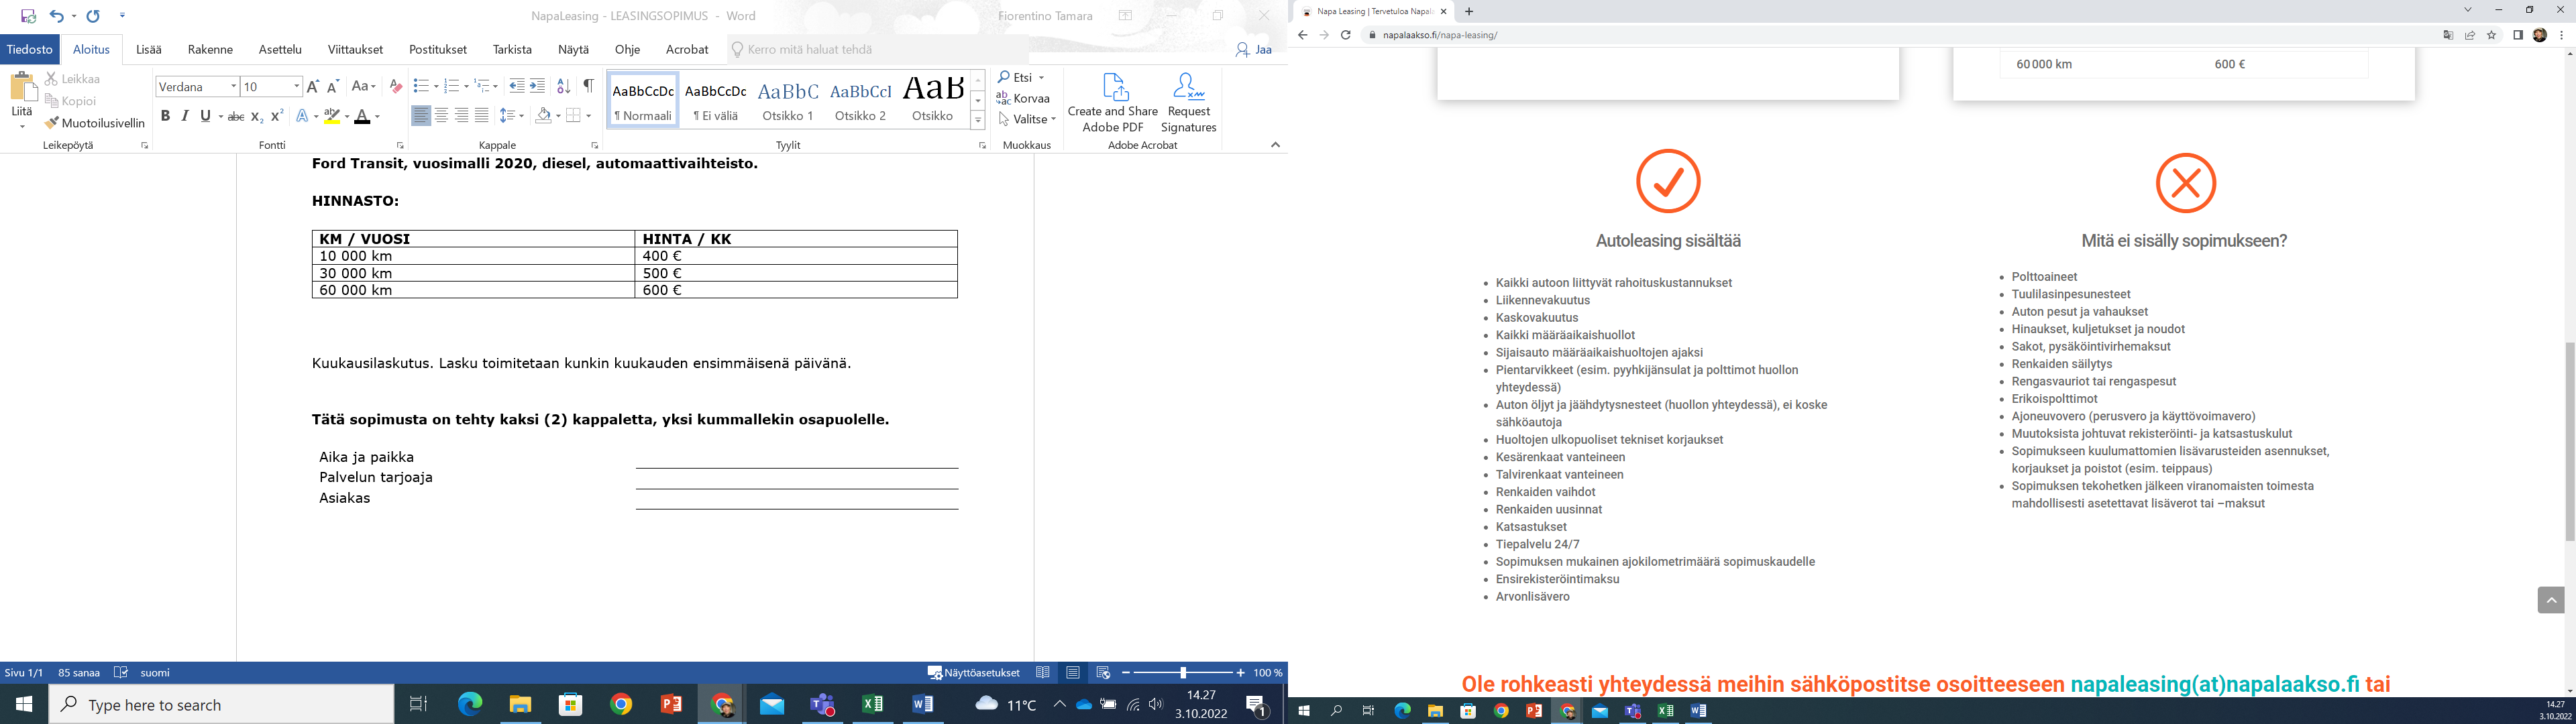 NapaLeasing - LEASINGSOPIMUS - Word
Fiorentino Tamara
Tiedosto Aloitus Lisää Rakenne Asettelu Viittaukset Postitukset Tarkista Näytä Ohje Acrobat Kerro mitä haluat tehdä Jaa
Liitä
Leikkaa
Kopioi
Muotoilusivellin
Leikepöytä
Verdana 10
Fontti
Kappale
AaBbCcDc AaBbCcDc AaBbC AaBbCcI AaB
¶ Normaali ¶ Ei väliä Otsikko 1 Otsikko 2 Otsikko
Tyylit
Etsi
Korvaa
Valitse
Muokkaus
Create and Share
Adobe PDF
Request
Signatures
Adobe Acrobat
Ford Transit, vuosimalli 2020, diesel, automaattivaihteisto.
HINNASTO:
KM / VUOSI HINTA / KK
10 000 km 400 €
30 000 km 500 €
60 000 km 600 €
Kuukausilaskutus. Lasku toimitetaan kunkin kuukauden ensimmäisenä päivänä.
Tätä sopimusta on tehty kaksi (2) kappaletta, yksi kummallekin osapuolelle.
Aika ja paikka
Palvelun tarjoaja
Asiakas
Sivu 1/1 85 sanaa suomi Näyttöasetukset 100 %
Type here to search
11°C
14.27
3.10.2022
1
Napa Leasing | Tervetuloa Napala
napalaakso.fi/napa-leasing/
60 000 km 600 €
Autoleasing sisältää
• Kaikki autoon liittyvät rahoituskustannukset
• Liikennevakuutus
• Kaskovakuutus
• Kaikki määräaikaishuollot
• Sijaisauto määräaikaishuoltojen ajaksi
• Pientarvikkeet (esim. pyyhkijänsulat ja polttimot huollon
yhteydessä)
• Auton öljyt ja jäähdytysnesteet (huollon yhteydessä), ei koske
sähköautoja
• Huoltojen ulkopuoliset tekniset korjaukset
• Kesärenkaat vanteineen
• Talvirenkaat vanteineen
• Renkaiden vaihdot
• Renkaiden uusinnat
• Katsastukset
• Tiepalvelu 24/7
• Sopimuksen mukainen ajokilometrimäärä sopimuskaudelle
• Ensirekisteröintimaksu
• Arvonlisävero
Mitä ei sisälly sopimukseen?
• Polttoaineet
• Tuulilasinpesunesteet
• Auton pesut ja vahaukset
• Hinaukset, kuljetukset ja noudot
• Sakot, pysäköintivirhemaksut
• Renkaiden säilytys
• Rengasvauriot tai rengaspesut
• Erikoispolttimot
• Ajoneuvovero (perusvero ja käyttövoimavero)
• Muutoksista johtuvat rekisteröinti- ja katsastuskulut
• Sopimukseen kuulumattomien lisävarusteiden asennukset,
korjaukset ja poistot (esim. teippaus)
• Sopimuksen tekohetken jälkeen viranomaisten toimesta
mahdollisesti asetettavat lisäverot tai –maksut
Ole rohkeasti yhteydessä meihin sähköpostitse osoitteeseen napaleasing(at)napalaakso.fi tai
14.27
3.10.2022